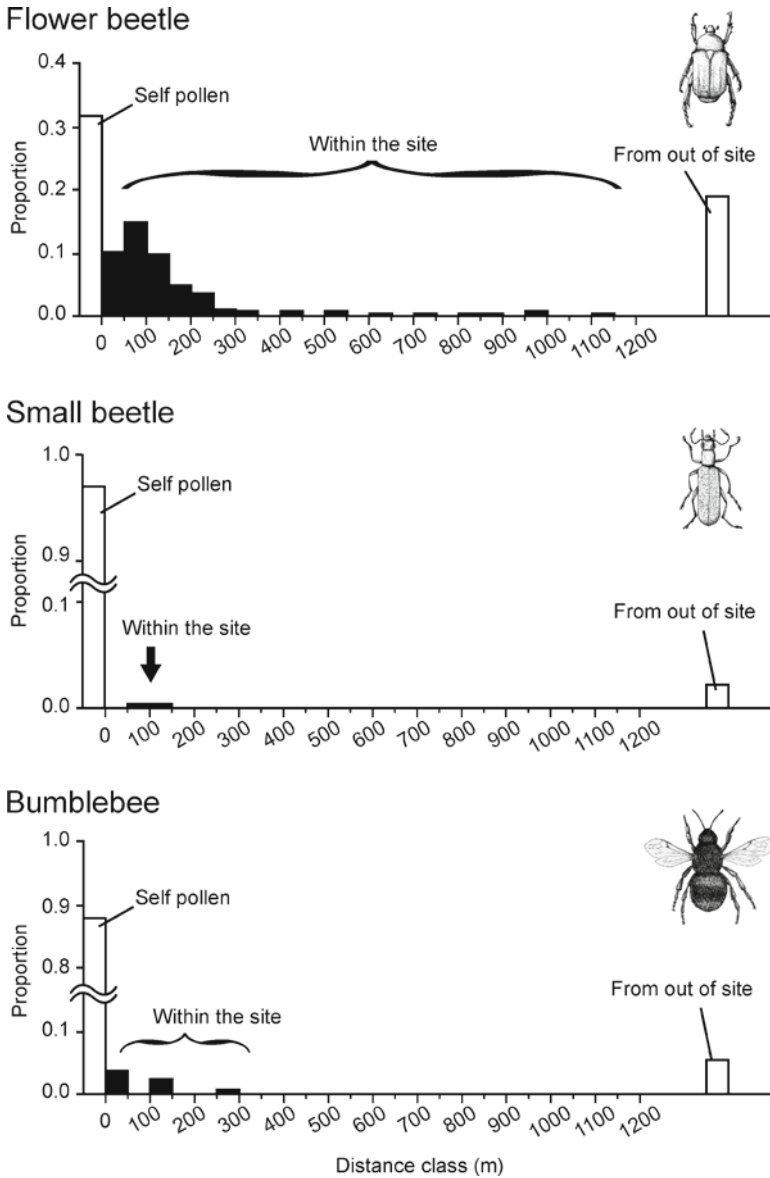 Flower beetle
0.4
Self pollen
0.3
Within the site
From out of site
0.2
0.1
0.0
Proportion
0 100 200 300 400 500 600 700 800 900 1000 1100 1200
Small beetle
1.0
Self pollen
0.9
0.1
From out of site
Within the site
0.0
Proportion
0 100 200 300 400 500 600 700 800 900 1000 1100 1200
Bumblebee
1.0
Self pollen
0.9
0.8
From out of site
Within the site
0.1
0.0
Proportion
0 100 200 300 400 500 600 700 800 900 1000 1100 1200
Distance class (m)